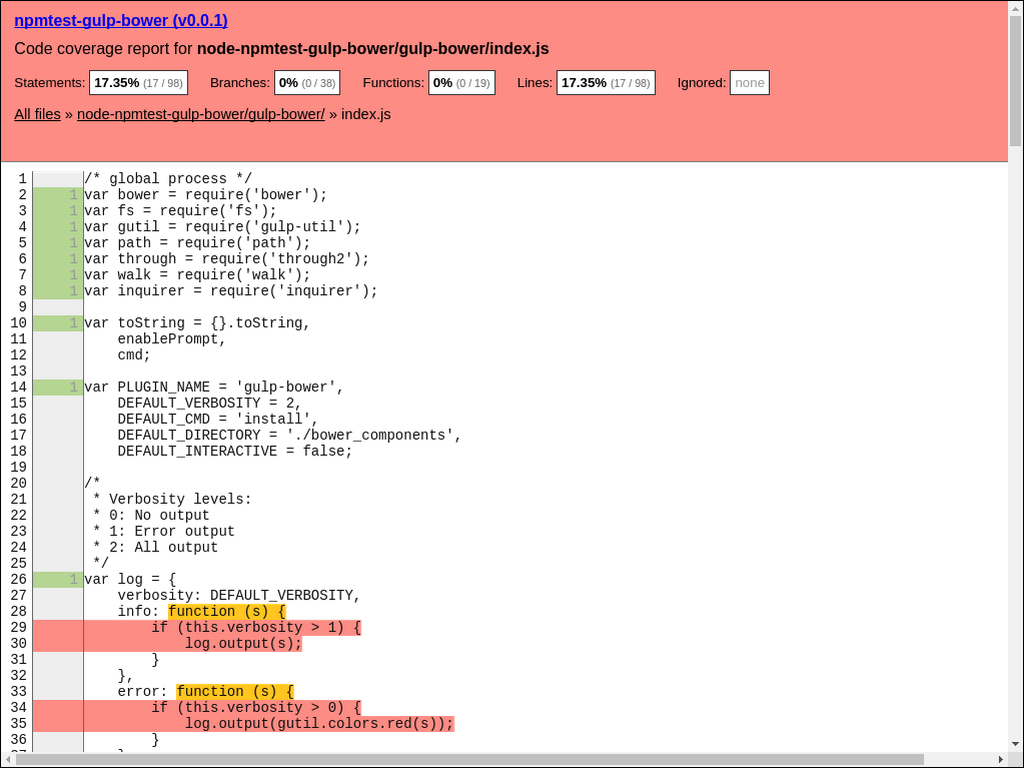 npmtest-gulp-bower (v0.0.1)
Code coverage report for node-npmtest-gulp-bower/gulp-bower/index.js
Statements: 17.35% (17 / 98) Branches: 0% (0 / 38) Functions: 0% (0 / 19) Lines: 17.35% (17 / 98) Ignored: none
All files » node-npmtest-gulp-bower/gulp-bower/ » index.js
1 /* global process */
2 1 var bower = require('bower');
3 1 var fs = require('fs');
4 1 var gutil = require('gulp-util');
5 1 var path = require('path');
6 1 var through = require('through2');
7 1 var walk = require('walk');
8 1 var inquirer = require('inquirer');
9
10 1 var toString = {}.toString,
11     enablePrompt,
12     cmd;
13
14 1 var PLUGIN_NAME = 'gulp-bower',
15     DEFAULT_VERBOSITY = 2,
16     DEFAULT_CMD = 'install',
17     DEFAULT_DIRECTORY = './bower_components',
18     DEFAULT_INTERACTIVE = false;
19
20 /*
21  * Verbosity levels:
22  * 0: No output
23  * 1: Error output
24  * 2: All output
25  */
26 1 var log = {
27     verbosity: DEFAULT_VERBOSITY,
28     info: function (s) {
29         if (this.verbosity > 1) {
30             log.output(s);
31         }
32     },
33     error: function (s) {
34         if (this.verbosity > 0) {
35             log.output(gutil.colors.red(s));
36         }